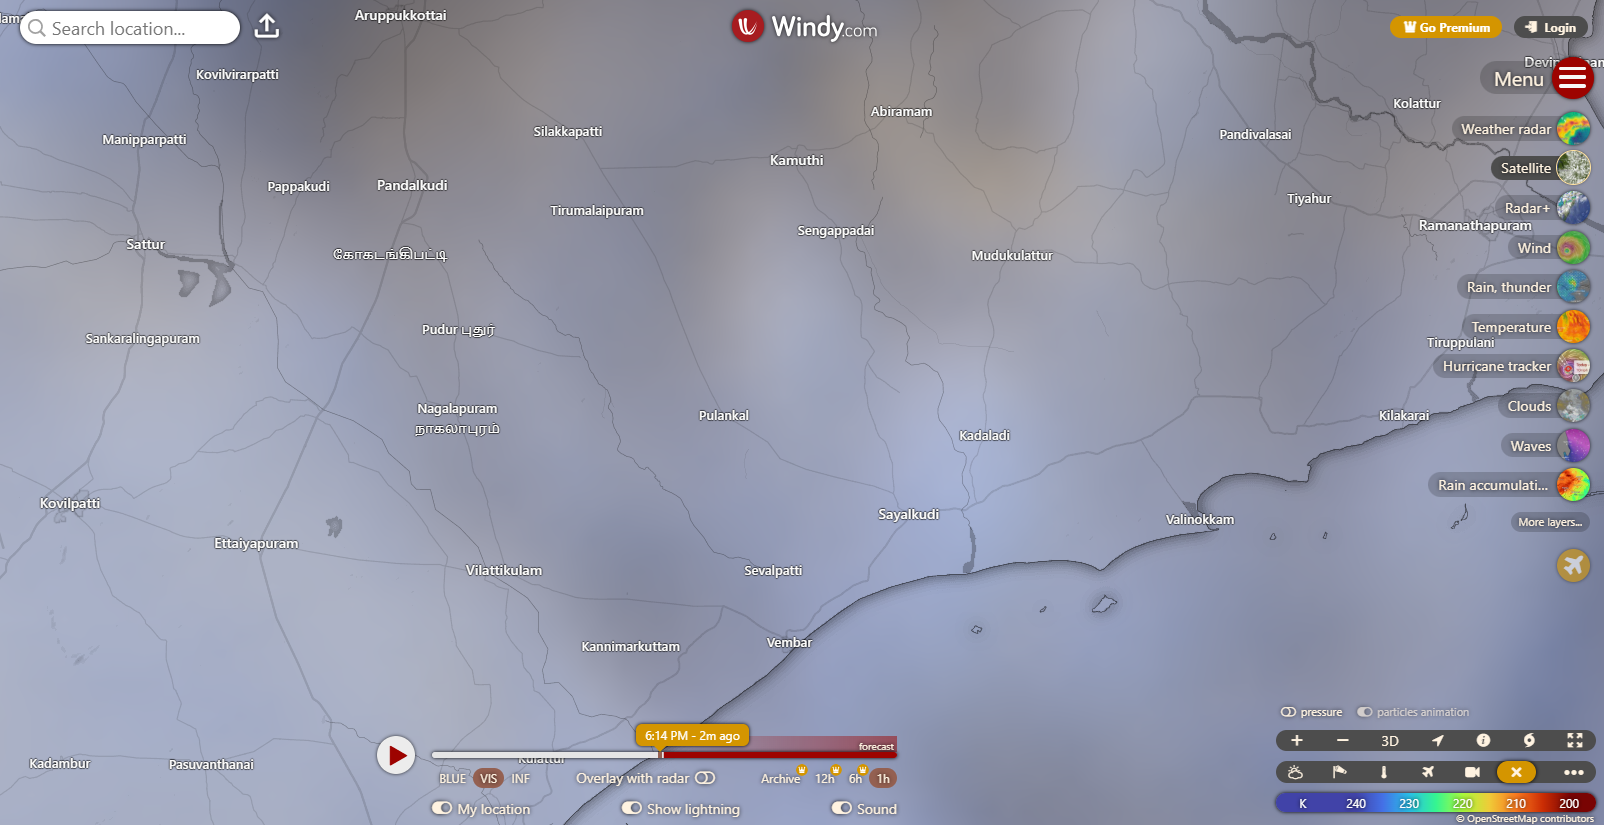 Search location...
Aruppukkottai
Windy.com
Go Premium
Login
Menu
Kovilvirarpatti
Abiramam
Kolattur
Manipparpatti
Silakkapatti
Pandivalasai
Weather radar
Kamuthi
Satellite
Pappakudi
Pandalkudi
Tirumalaipuram
Tiyahur
Radar+
Sengappadai
Ramanathapuram
Sattur
கோகடங்கிபட்டி
Mudukulattur
Wind
Rain, thunder
Pudur புதுர்
Temperature
Sankaralingapuram
Tiruppulani
Hurricane tracker
Nagalapuram
நாகலாபுரம்
Pulankal
Kadaladi
Kilakarai
Clouds
Waves
Rain accumulati...
Kovilpatti
Sayalkudi
Valinokkam
More layers...
Ettaiyapuram
Vilattikulam
Sevalpatti
Kannimarkuttam
Vembar
pressure
particles animation
6:14 PM - 2m ago
forecast
3D
Kadambur
Pasuvanthanai
BLUE VIS INF
Overlay with radar
Archive 12h 6h 1h
My location
Show lightning
Sound
K 240 230 220 210 200
© OpenStreetMap contributors